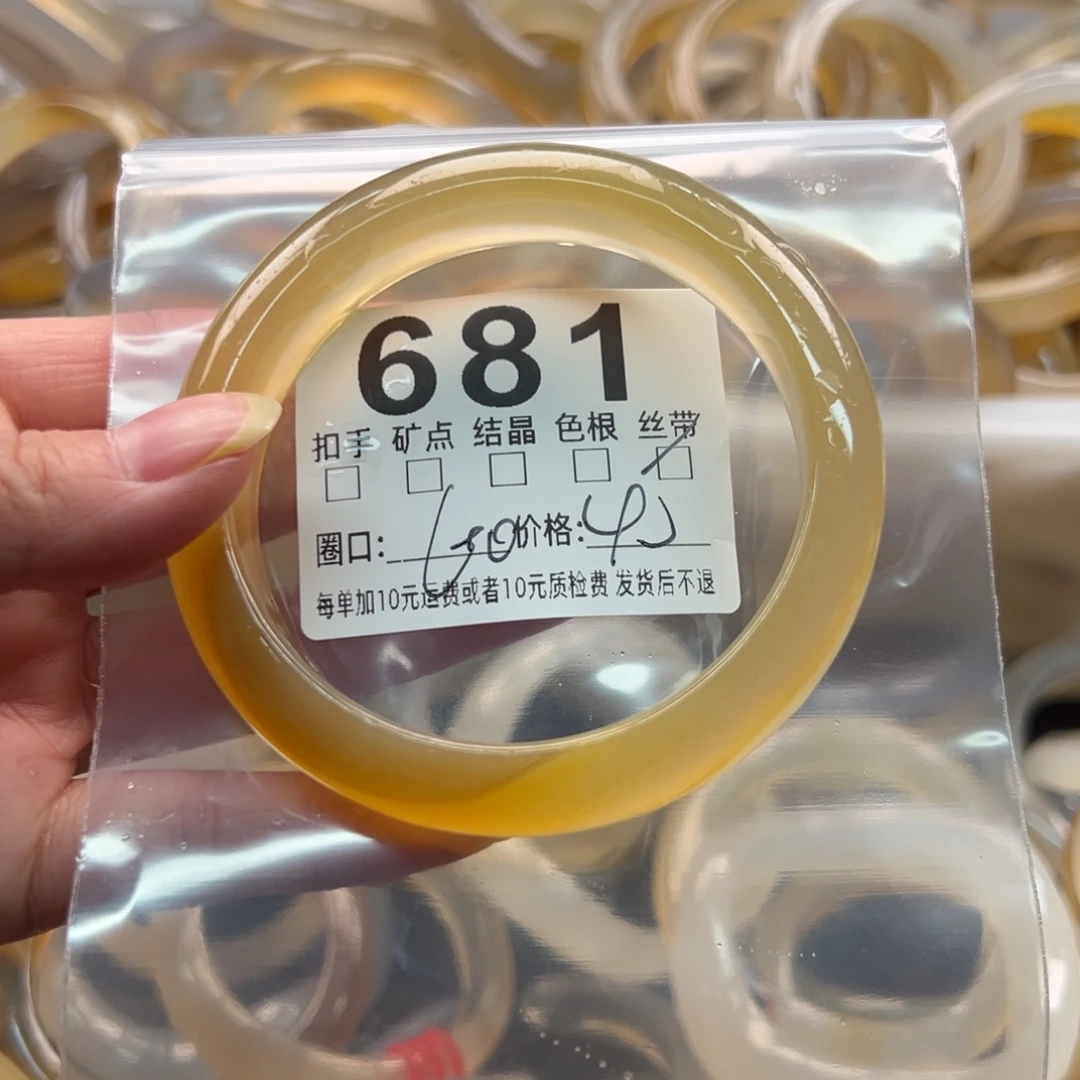 681
扣手 矿点 结晶 色根 丝带
圈口: 60 价格: 45
每单加10元运费或者10元质检费 发货后不退